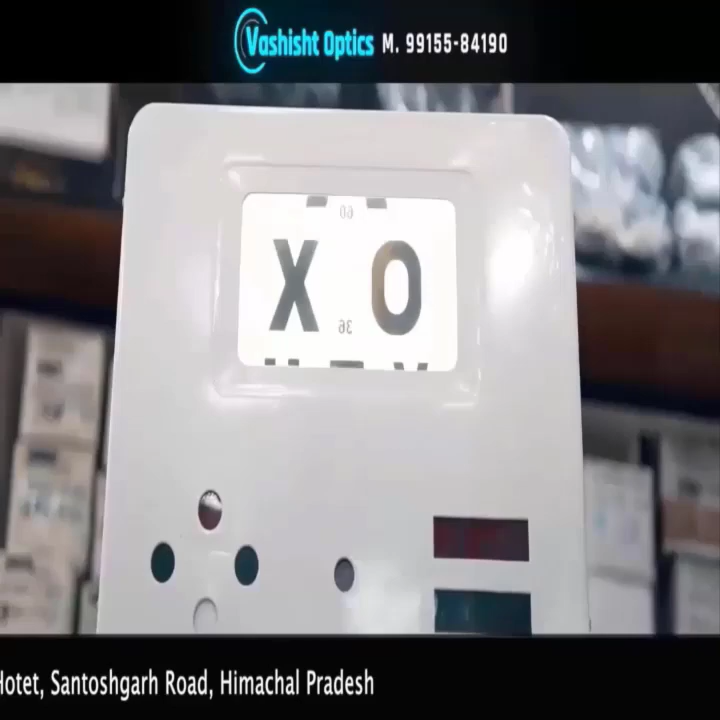 Vashisht Optics M. 99155-84190
60
X O
36
Hotet, Santoshgarh Road, Himachal Pradesh